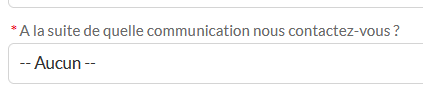 * A la suite de quelle communication nous contactez-vous ?
-- Aucun --